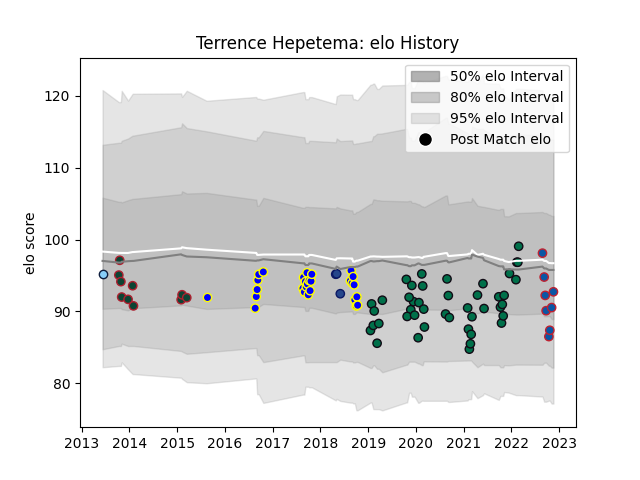 Terrence Hepetema: elo History
50% elo Interval
80% elo Interval
95% elo Interval
Post Match elo
elo score
120
110
100
90
80
2013 2014 2015 2016 2017 2018 2019 2020 2021 2022 2023